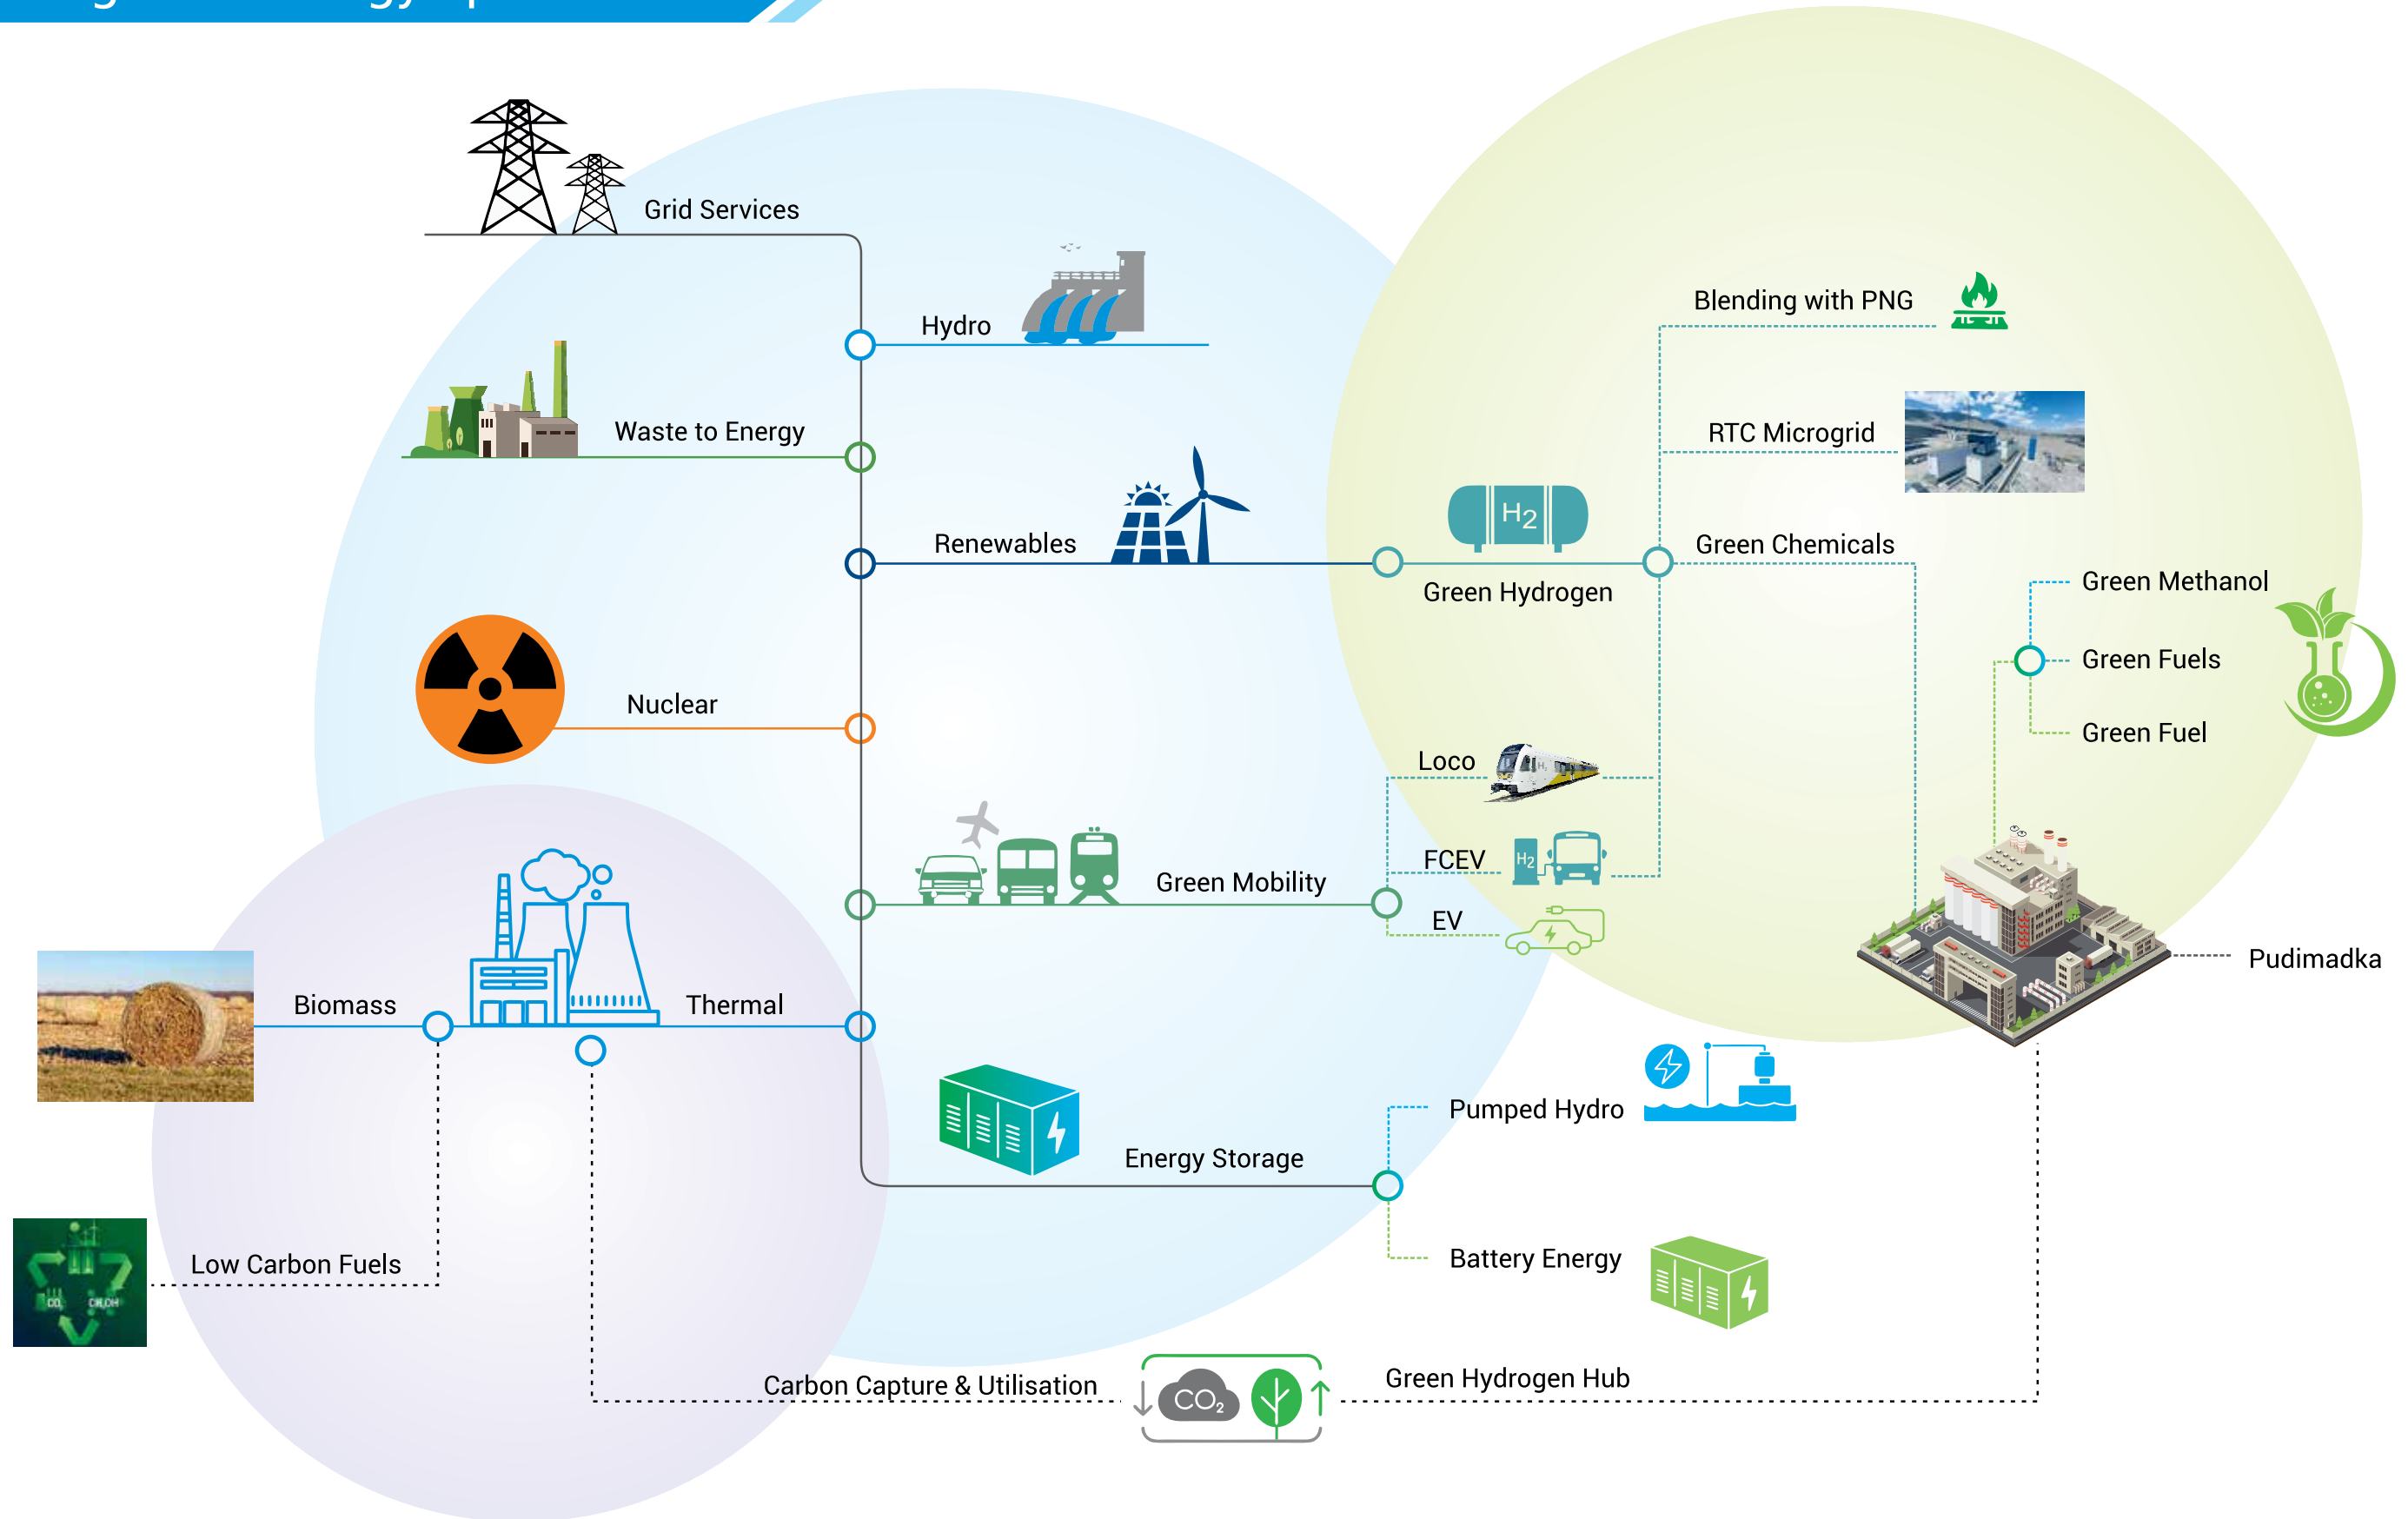 Grid Services
Hydro
Blending with PNG
Waste to Energy
RTC Microgrid
H2
Renewables
Green Chemicals
Green Hydrogen
Green Methanol
Green Fuels
Nuclear
Green Fuel
Loco
H2
FCEV
Green Mobility
EV
Pudimadka
Biomass
Thermal
Pumped Hydro
Energy Storage
Battery Energy
Low Carbon Fuels
CO2 CH3OH
Green Hydrogen Hub
Carbon Capture & Utilisation
CO2